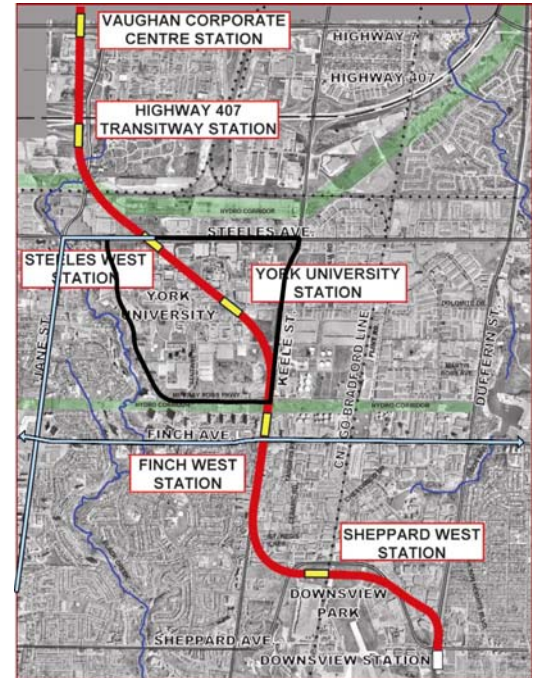 VAUGHAN CORPORATE
CENTRE STATION
HIGHWAY 7
HIGHWAY 407
HIGHWAY 407
TRANSITWAY STATION
HYDRO CORRIDOR
STEELES AVE.
STEELES WEST
STATION
YORK UNIVERSITY
STATION
YORK
UNIVERSITY
JANE ST.
KEELE ST.
CN/GO BRADFORD LINE
DUFFERIN ST.
HYDRO CORRIDOR
HYDRO CORRIDOR
FINCH AVE
FINCH WEST
STATION
SHEPPARD WEST
STATION
DOWNSVIEW
PARK
SHEPPARD AVE.
DOWNSVIEW STATION